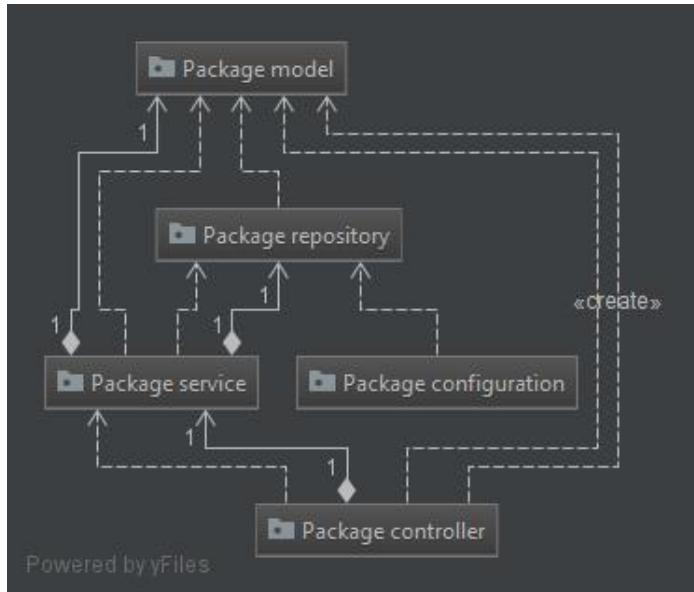 Package model
1
Package repository
1
«create»
1
1
Package service
Package configuration
1
1
Package controller
Powered by yFiles